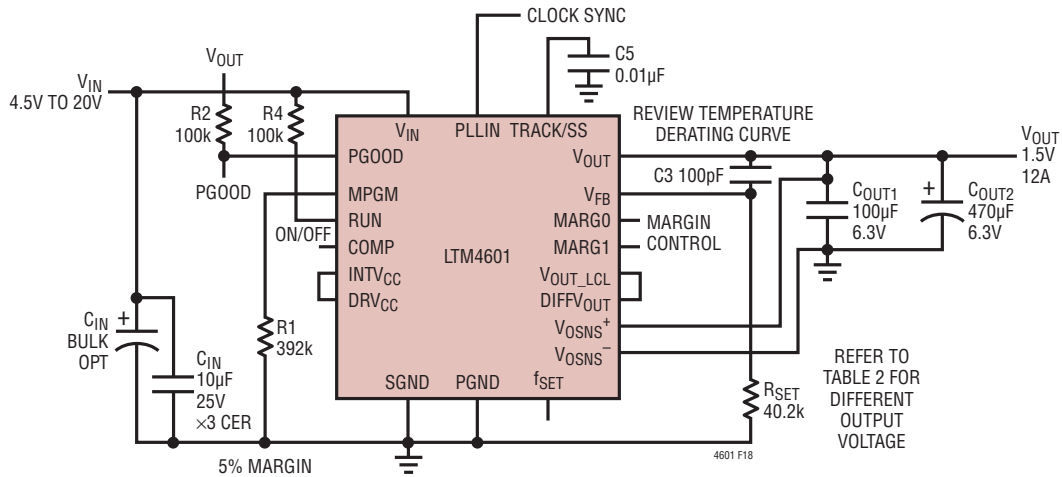 CLOCK SYNC
C5
0.01µF
VOUT
VIN
4.5V TO 20V
R2
100k
R4
100k
PGOOD
REVIEW TEMPERATURE
DERATING CURVE
VOUT
1.5V
12A
VIN
PLLIN
TRACK/SS
PGOOD
MPGM
RUN
COMP
INTVCC
DRVCC
ON/OFF
LTM4601
VOUT
VFB
MARG0
MARG1
VOUT_LCL
DIFFVOUT
VOSNS+
VOSNS–
SGND
PGND
fSET
C3 100pF
MARGIN
CONTROL
COUT1
100µF
6.3V
+
COUT2
470µF
6.3V
CIN
BULK
OPT
+
CIN
10µF
25V
×3 CER
R1
392k
5% MARGIN
RSET
40.2k
REFER TO
TABLE 2 FOR
DIFFERENT
OUTPUT
VOLTAGE
4601 F18